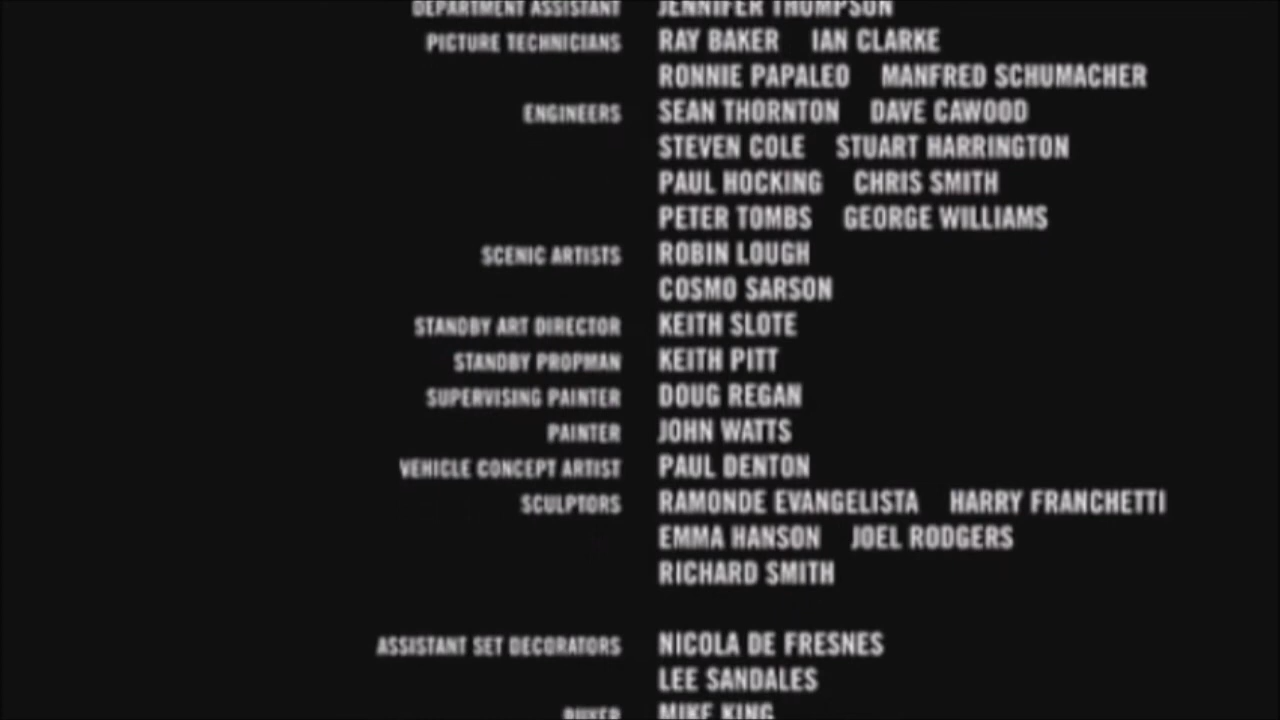 DEPARTMENT ASSISTANT JENNIFER THOMPSON
PICTURE TECHNICIANS RAY BAKER IAN CLARKE
RONNIE PAPALEO MANFRED SCHUMACHER
ENGINEERS SEAN THORNTON DAVE CAWOOD
STEVEN COLE STUART HARRINGTON
PAUL HOCKING CHRIS SMITH
PETER TOMBS GEORGE WILLIAMS
SCENIC ARTISTS ROBIN LOUGH
COSMO SARSON
STANDBY ART DIRECTOR KEITH SLOTE
STANDBY PROPMAN KEITH PITT
SUPERVISING PAINTER DOUG REGAN
PAINTER JOHN WATTS
VEHICLE CONCEPT ARTIST PAUL DENTON
SCULPTORS RAMONDE EVANGELISTA HARRY FRANCHETTI
EMMA HANSON JOEL RODGERS
RICHARD SMITH
ASSISTANT SET DECORATORS NICOLA DE FRESNES
LEE SANDALES
BUYER MIKE KING